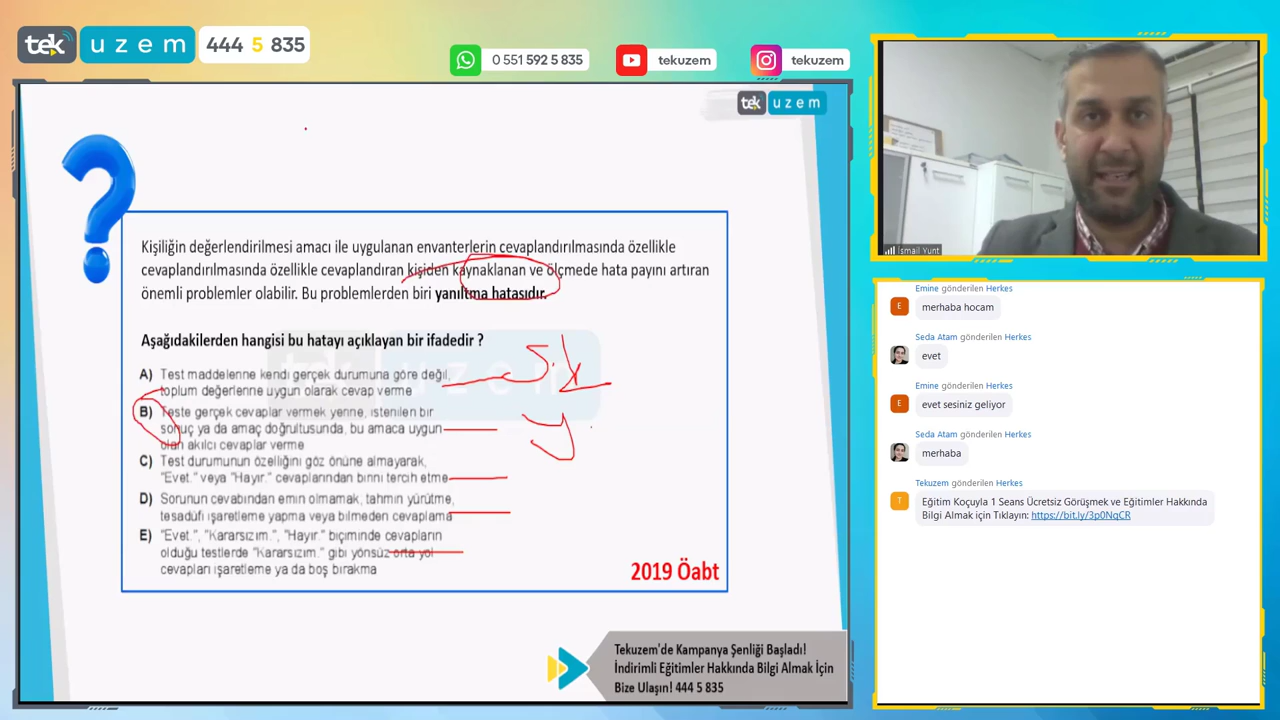 tek uzem 444 5 835
0 551 592 5 835
tekuzem
tekuzem
tek uzem
Kişiliğin değerlendirilmesi amacı ile uygulanan envanterlerin cevaplandırılmasında özellikle
cevaplandırılmasında özellikle cevaplandıran kişiden kaynaklanan ve ölçmede hata payını artıran
önemli problemler olabilir. Bu problemlerden biri yanıltma hatasıdır.
Aşağıdakilerden hangisi bu hatayı açıklayan bir ifadedir ?
A) Test maddelerine kendi gerçek durumuna göre değil,
toplum değerlerine uygun olarak cevap verme
B) Teste gerçek cevaplar vermek yerine, istenilen bir
sonuç ya da amaç doğrultusunda, bu amaca uygun
olan akılcı cevaplar verme
C) Test durumunun özelliğini göz önüne almayarak,
"Evet." veya "Hayır." cevaplarından birini tercih etme
D) Sorunun cevabından emin olmamak, tahmin yürütme,
tesadüfi işaretleme yapma veya bilmeden cevaplama
E) "Evet.", "Kararsızım.", "Hayır." biçiminde cevapların
olduğu testlerde "Kararsızım." gibi yönsüz orta yol
cevapları işaretleme ya da boş bırakma
2019 Öabt
Tekuzem'de Kampanya Şenliği Başladı!
İndirimli Eğitimler Hakkında Bilgi Almak İçin
Bize Ulaşın! 444 5 835
İsmail Yunt
Emine gönderilen Herkes
E merhaba hocam
Seda Atam gönderilen Herkes
evet
Emine gönderilen Herkes
E evet sesiniz geliyor
Seda Atam gönderilen Herkes
merhaba
Tekuzem gönderilen Herkes
T Eğitim Koçuyla 1 Seans Ücretsiz Görüşmek ve Eğitimler Hakkında
Bilgi Almak için Tıklayın: https://bit.ly/3p0NqCR